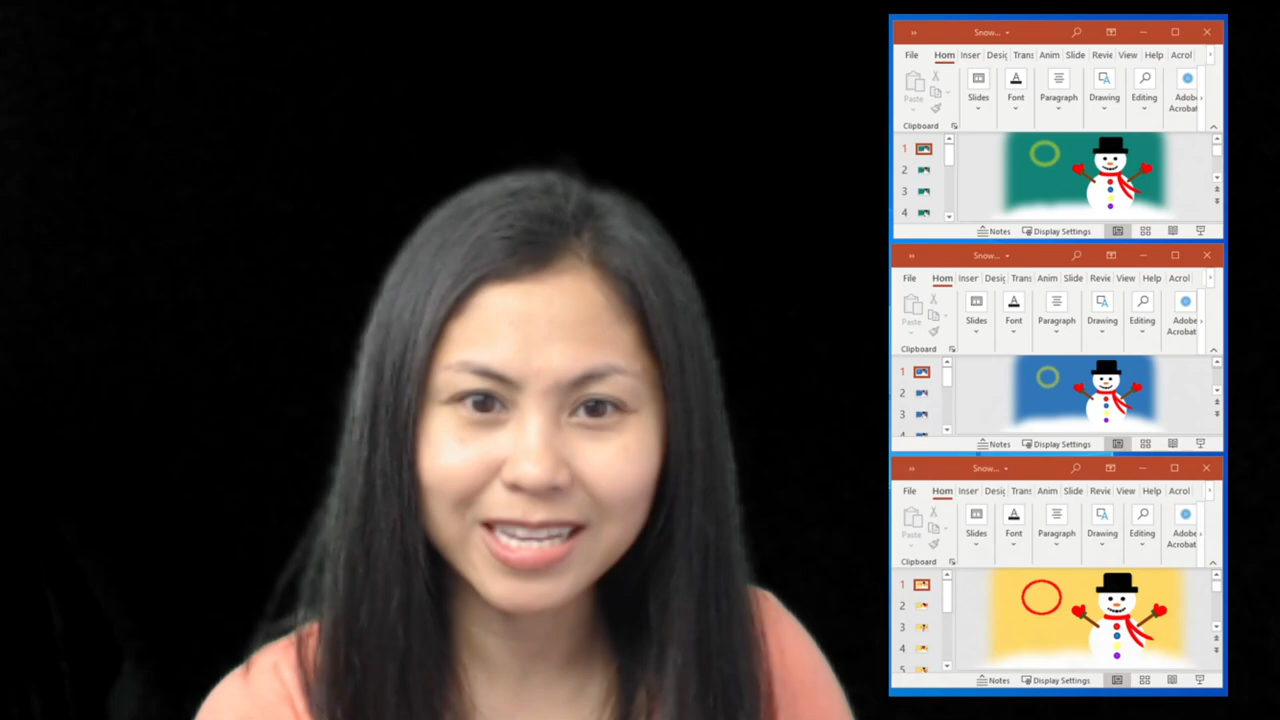 Snow...
File Hom Inser Desig Trans Anim Slide Revie View Help Acrol
Paste Slides Font Paragraph Drawing Editing Adobe
Acrobat
Clipboard
1
2
3
4
Notes Display Settings
Snow...
File Hom Inser Desig Trans Anim Slide Revie View Help Acrol
Paste Slides Font Paragraph Drawing Editing Adobe
Acrobat
Clipboard
1
2
3
4
Notes Display Settings
Snow...
File Hom Inser Desig Trans Anim Slide Revie View Help Acrol
Paste Slides Font Paragraph Drawing Editing Adobe
Acrobat
Clipboard
1
2
3
4
5
Notes Display Settings